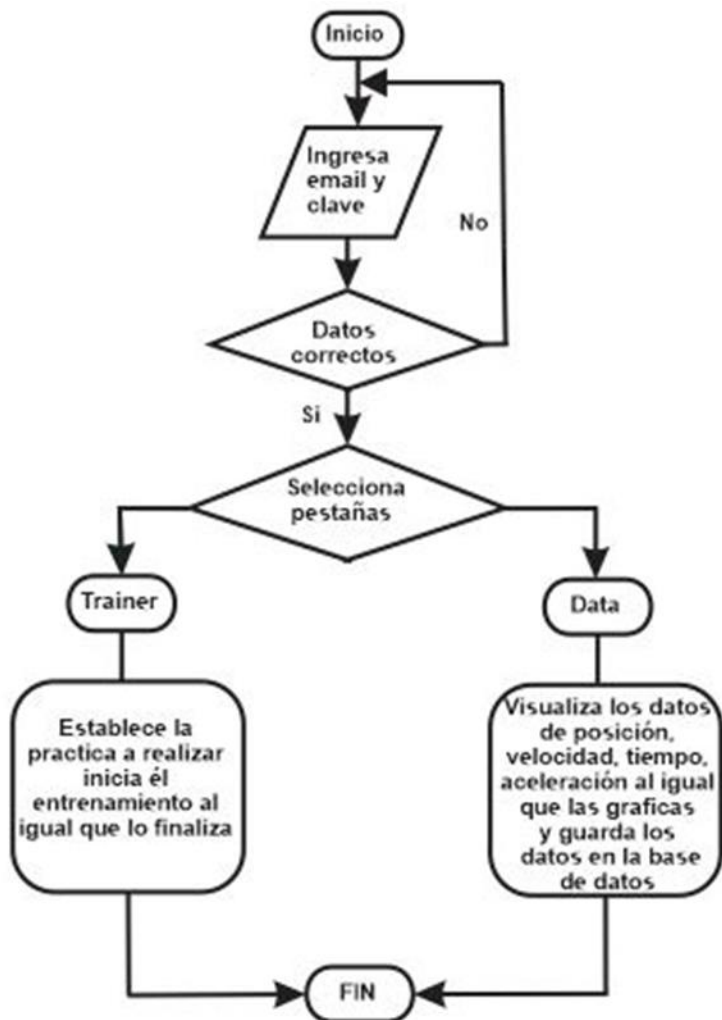 Inicio
Ingresa
email y
clave
No
Datos
correctos
Si
Selecciona
pestañas
Trainer
Data
Establece la
practica a realizar
inicia él
entrenamiento al
igual que lo finaliza
Visualiza los datos
de posición,
velocidad, tiempo,
aceleración al igual
que las graficas
y guarda los
datos en la base
de datos
FIN